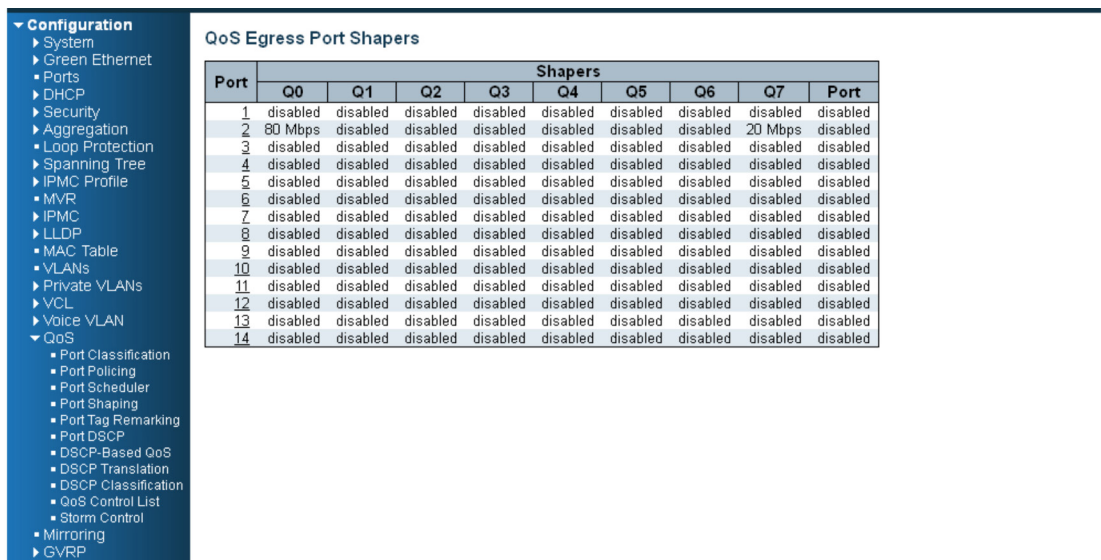 Configuration
System
Green Ethernet
Ports
DHCP
Security
Aggregation
Loop Protection
Spanning Tree
IPMC Profile
MVR
IPMC
LLDP
MAC Table
VLANs
Private VLANs
VCL
Voice VLAN
QoS
Port Classification
Port Policing
Port Scheduler
Port Shaping
Port Tag Remarking
Port DSCP
DSCP-Based QoS
DSCP Translation
DSCP Classification
QoS Control List
Storm Control
Mirroring
GVRP
QoS Egress Port Shapers
Port Shapers
Q0 Q1 Q2 Q3 Q4 Q5 Q6 Q7 Port
1 disabled disabled disabled disabled disabled disabled disabled disabled disabled
2 80 Mbps disabled disabled disabled disabled disabled disabled 20 Mbps disabled
3 disabled disabled disabled disabled disabled disabled disabled disabled disabled
4 disabled disabled disabled disabled disabled disabled disabled disabled disabled
5 disabled disabled disabled disabled disabled disabled disabled disabled disabled
6 disabled disabled disabled disabled disabled disabled disabled disabled disabled
7 disabled disabled disabled disabled disabled disabled disabled disabled disabled
8 disabled disabled disabled disabled disabled disabled disabled disabled disabled
9 disabled disabled disabled disabled disabled disabled disabled disabled disabled
10 disabled disabled disabled disabled disabled disabled disabled disabled disabled
11 disabled disabled disabled disabled disabled disabled disabled disabled disabled
12 disabled disabled disabled disabled disabled disabled disabled disabled disabled
13 disabled disabled disabled disabled disabled disabled disabled disabled disabled
14 disabled disabled disabled disabled disabled disabled disabled disabled disabled